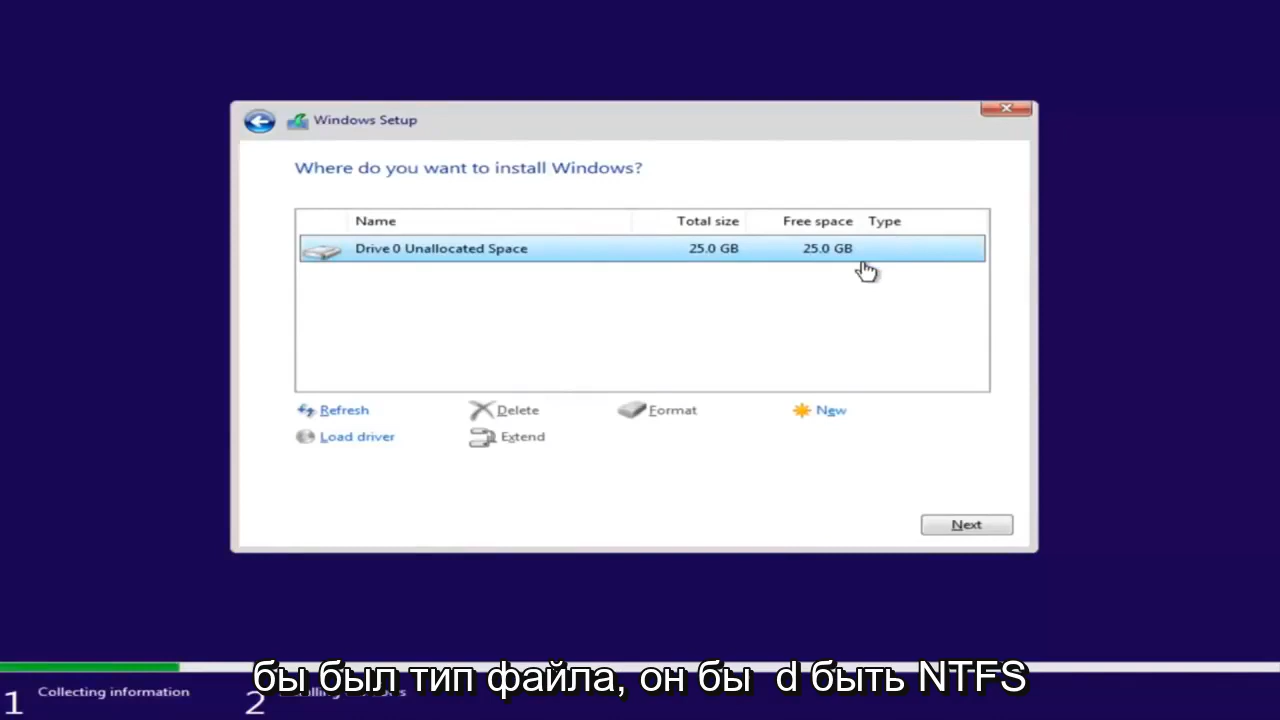 Windows Setup
Where do you want to install Windows?
Name Total size Free space Type
Drive 0 Unallocated Space 25.0 GB 25.0 GB
Refresh Delete Format New
Load driver Extend
Next
бы был тип файла, он бы d быть NTFS
1 Collecting information 2